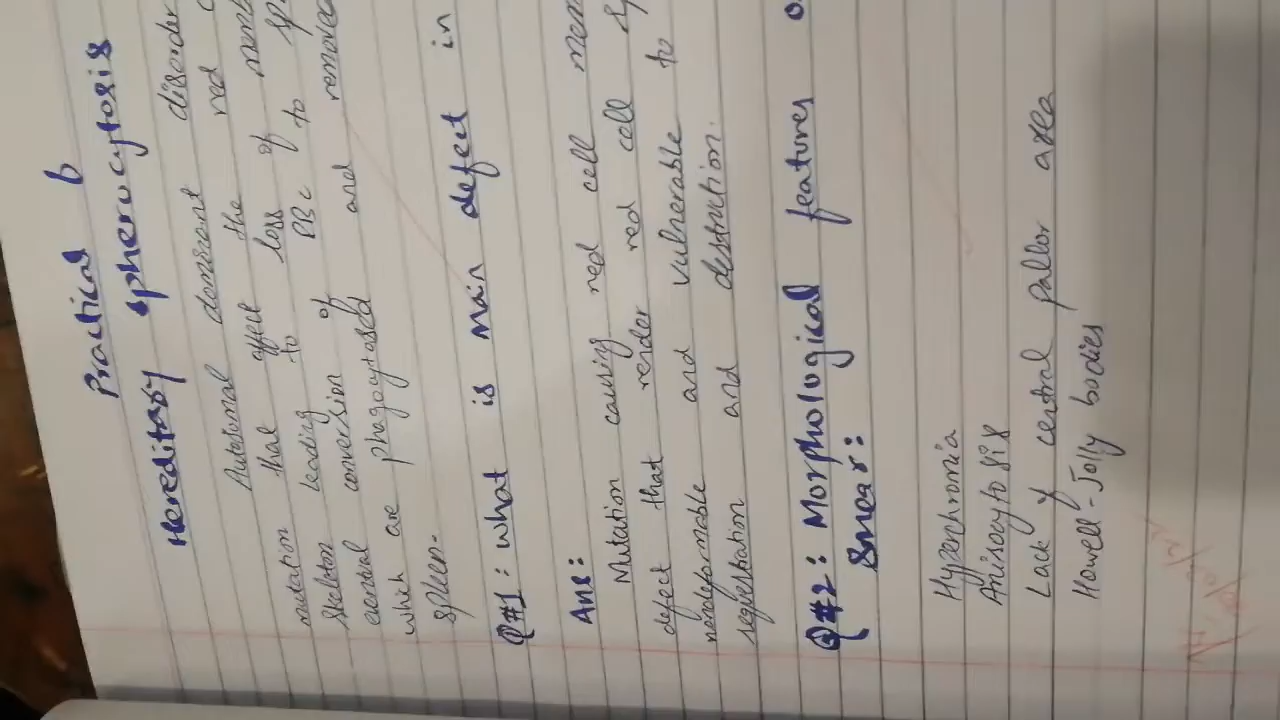 Practical 6
Hereditary spherocytosis
Autosomal dominant disorder
mutation that affect the red
Skeleton leading to loss of
eventual conversion of RBC to
which are phagocytosed and removed
spleen.
Q#1: what is main defect in
Ans:
Mutation causing red cell mem
defect that render red cell
nondeformable and vulnerable to
seqrestration and destruction.
Q#2: Morphological features
Smear:
Hyperchromia
Anisocytosis
Lack of central pallor area
Howell-Jolly bodies